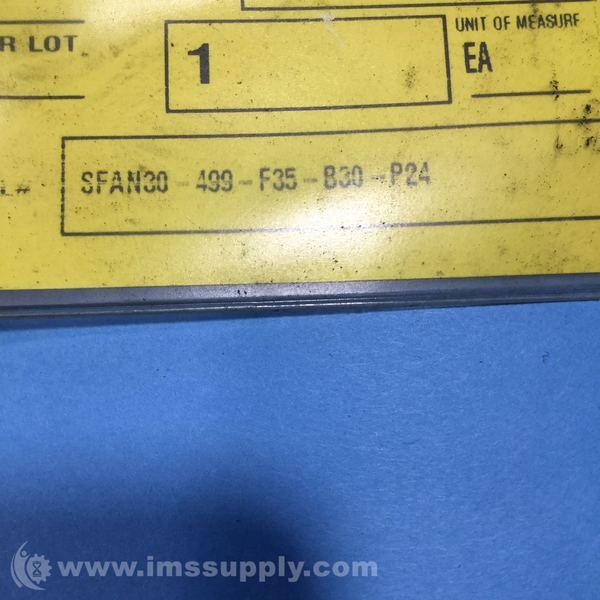 R LOT
1
UNIT OF MEASURE
EA
L#
SFAN30-499-F35-B30-P24
www.imssupply.com